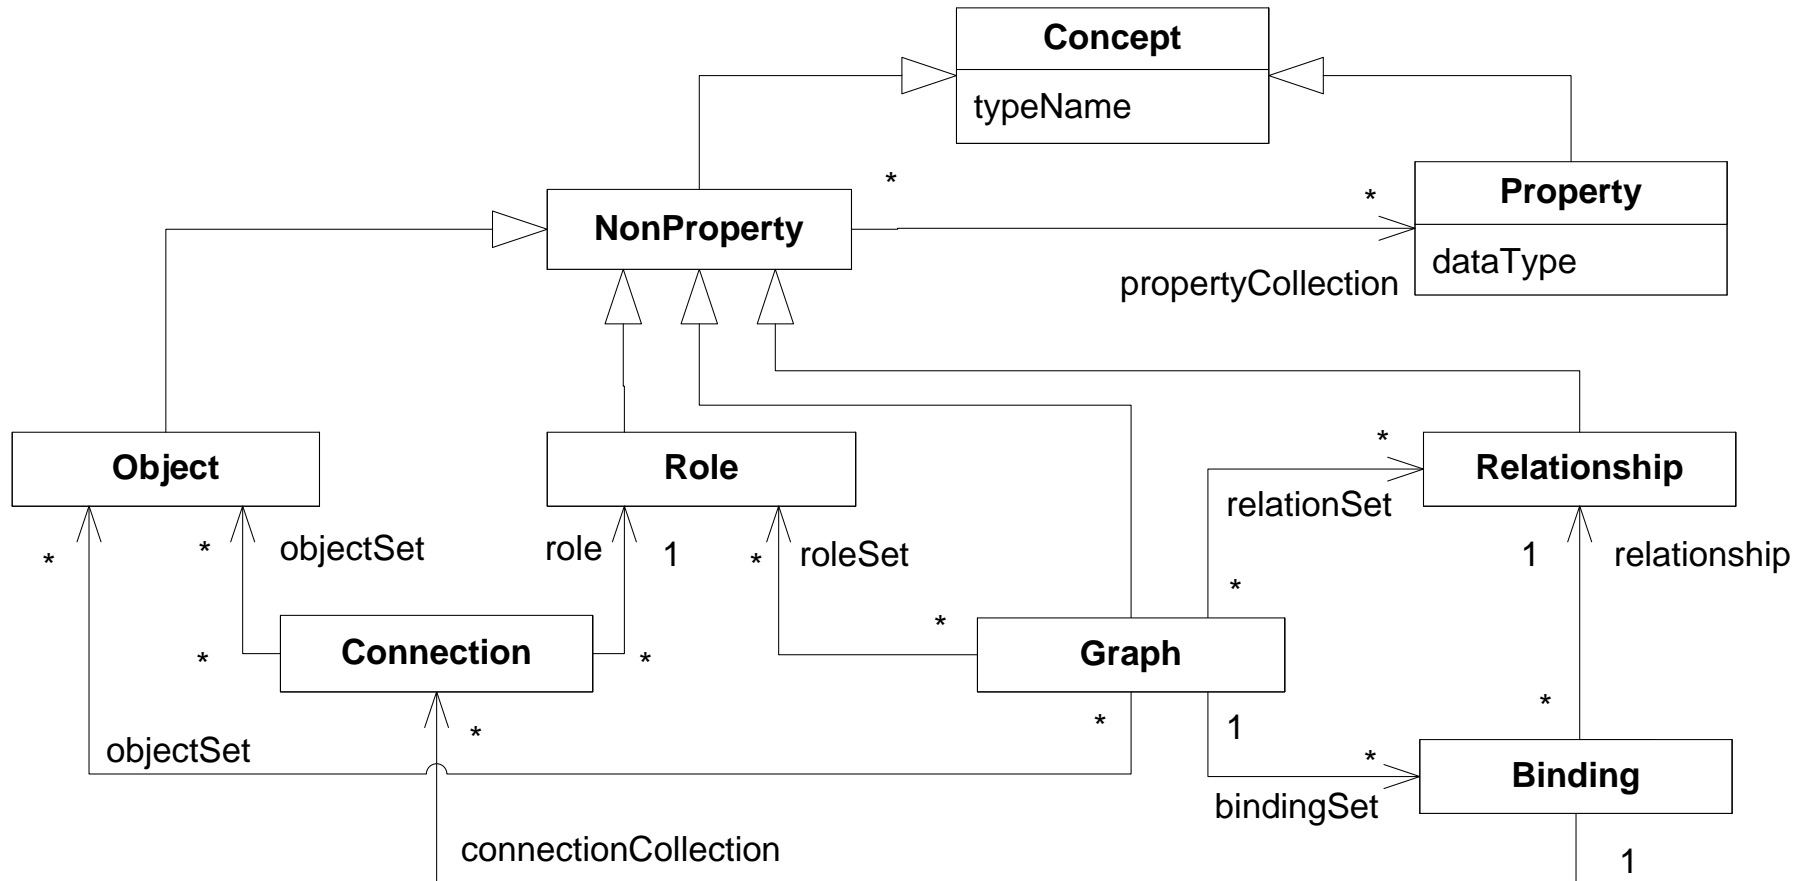 Concept
typeName
*
*
Property
NonProperty
dataType
propertyCollection
*
Object
Role
Relationship
relationSet
*
*
objectSet
role
1
*
roleSet
1
relationship
*
*
Connection
Graph
*
*
*
*
1
*
objectSet
*
Binding
bindingSet
connectionCollection
1